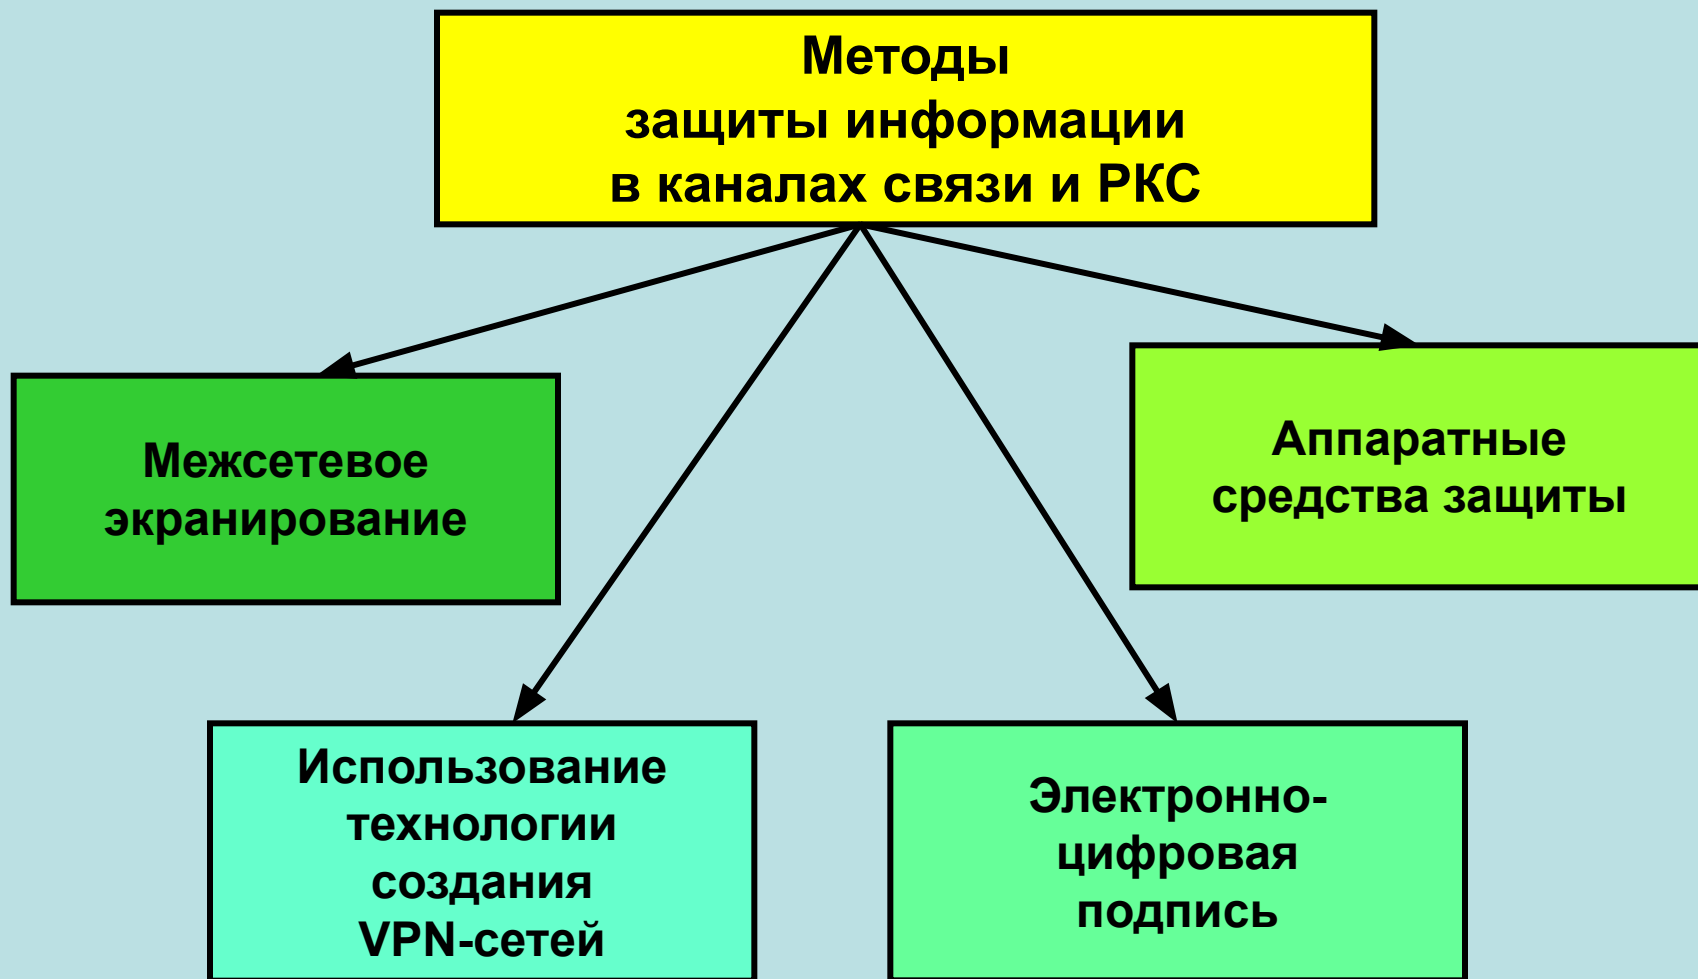 Методы
защиты информации
в каналах связи и РКС
Межсетевое
экранирование
Аппаратные
средства защиты
Использование
технологии
создания
VPN-сетей
Электронно-
цифровая
подпись